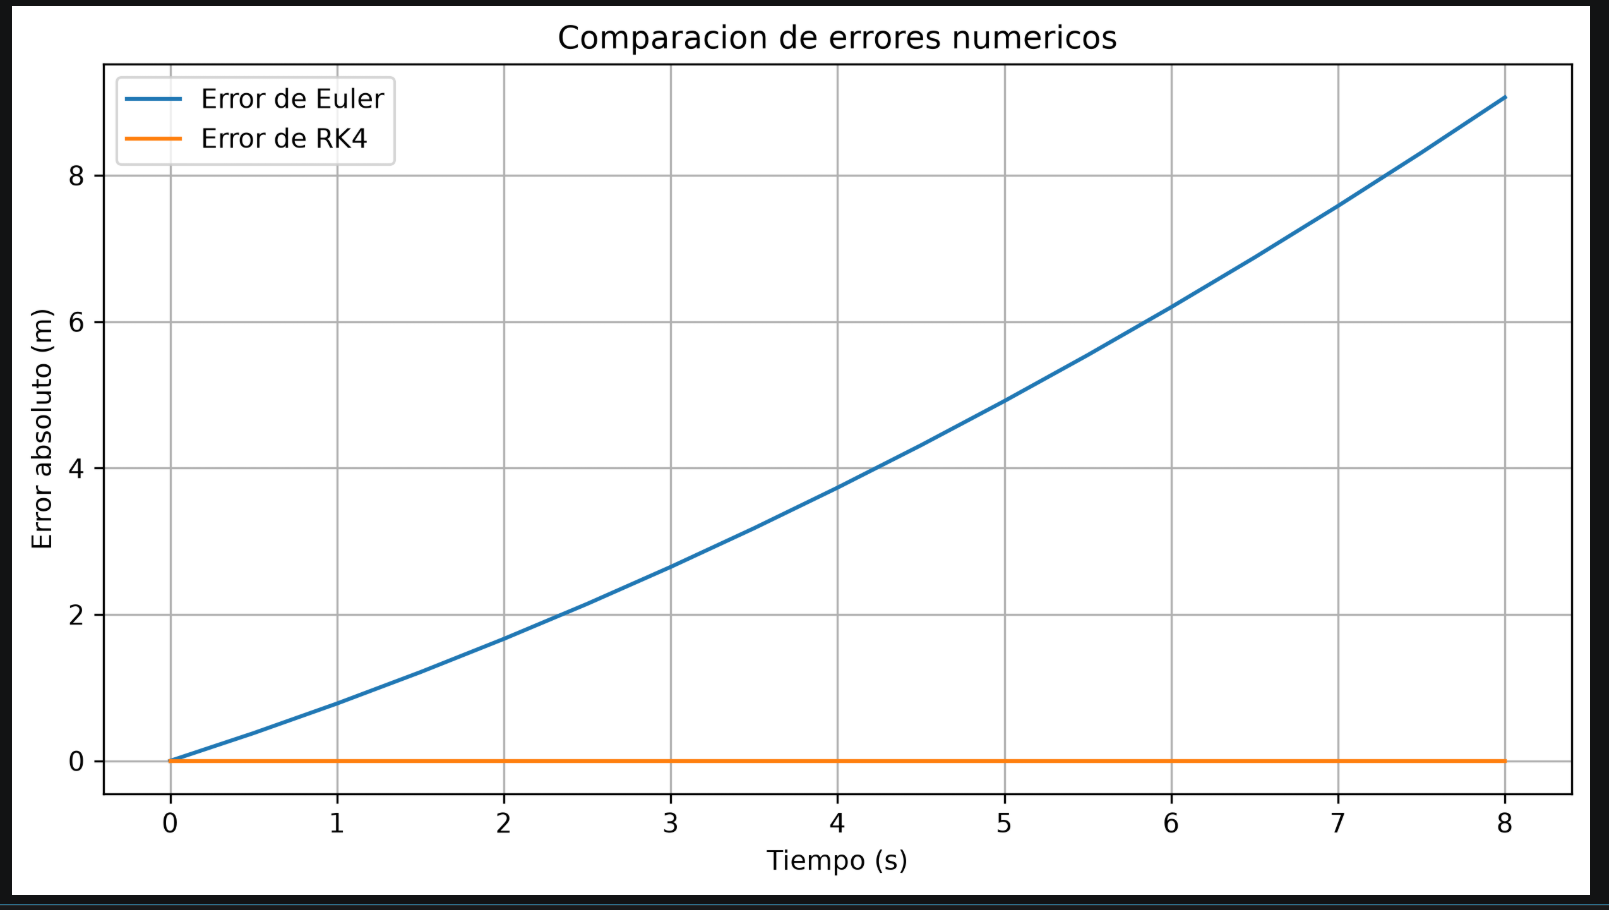 Comparacion de errores numericos
Error de Euler
Error de RK4
8
6
4
2
0
Error absoluto (m)
0 1 2 3 4 5 6 7 8
Tiempo (s)